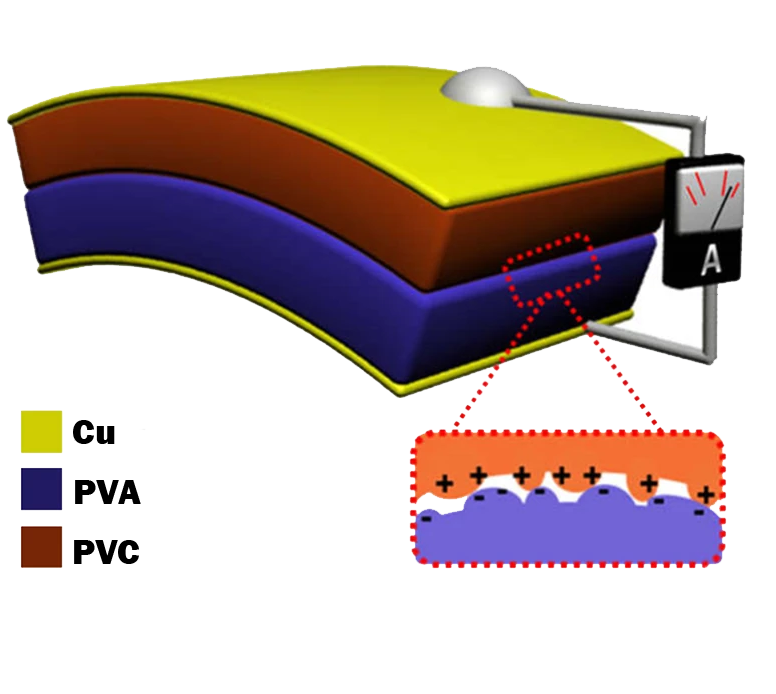 A
Cu
PVA
PVC
+ + + + + + +
- - - - - - - -